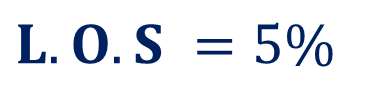 L. O. S = 5%